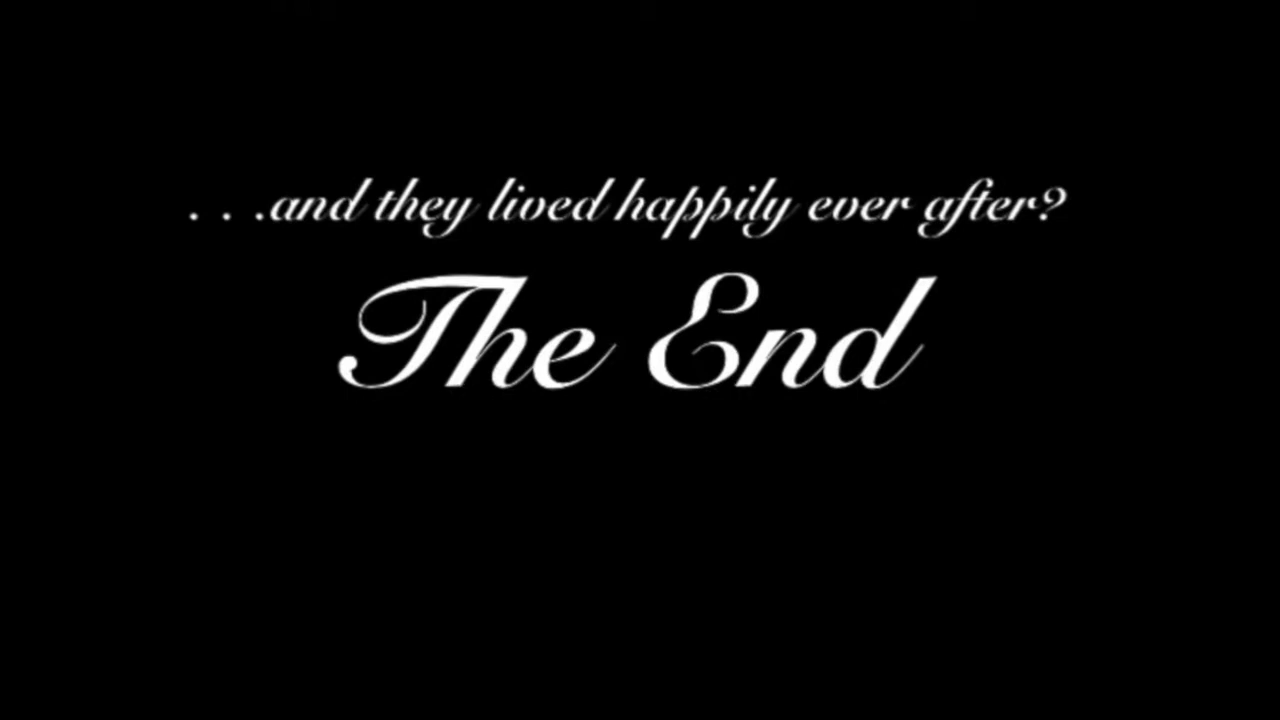 . . .and they lived happily ever after?
The End